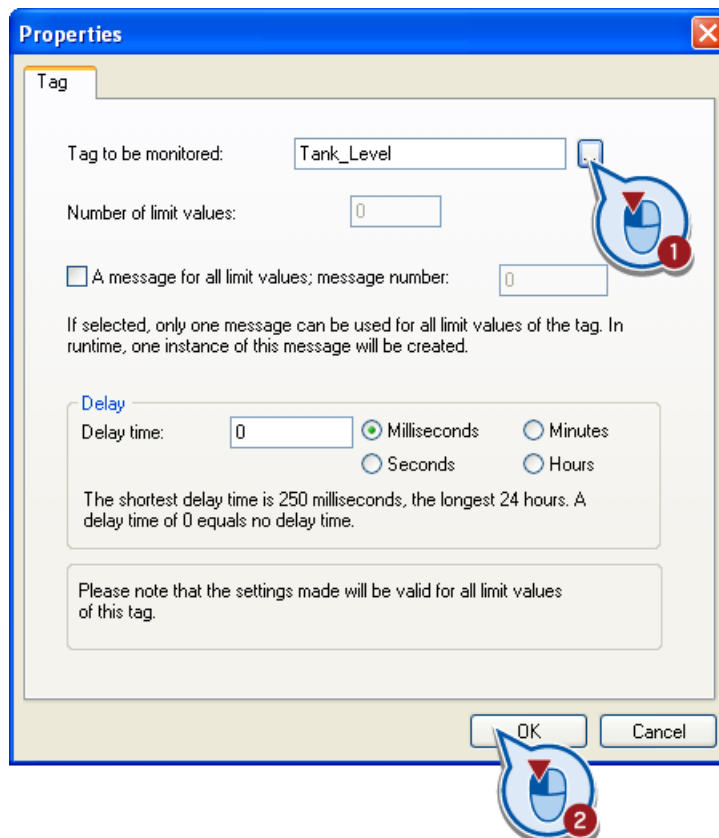 Properties
Tag
Tag to be monitored: Tank_Level ...
Number of limit values: 0
A message for all limit values; message number: 0
If selected, only one message can be used for all limit values of the tag. In
runtime, one instance of this message will be created.
Delay
Delay time: 0 Milliseconds Minutes
Seconds Hours
The shortest delay time is 250 milliseconds, the longest 24 hours. A
delay time of 0 equals no delay time.
Please note that the settings made will be valid for all limit values
of this tag.
OK Cancel
1
2